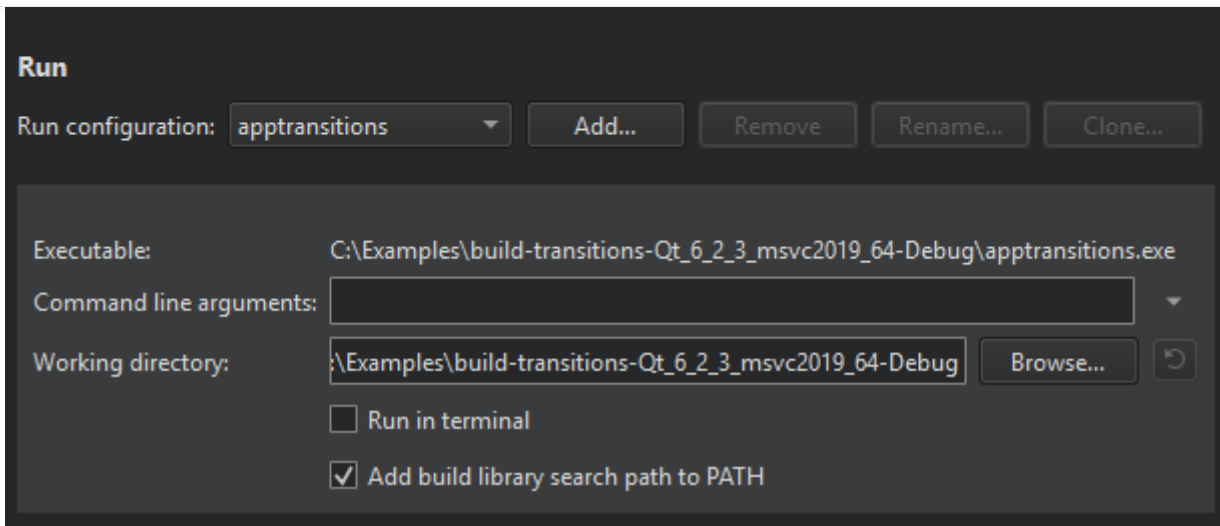 Run
Run configuration: apptransitions Add... Remove Rename... Clone...
Executable: C:\Examples\build-transitions-Qt_6_2_3_msvc2019_64-Debug\apptransitions.exe
Command line arguments:
Working directory: :\Examples\build-transitions-Qt_6_2_3_msvc2019_64-Debug Browse...
Run in terminal
Add build library search path to PATH